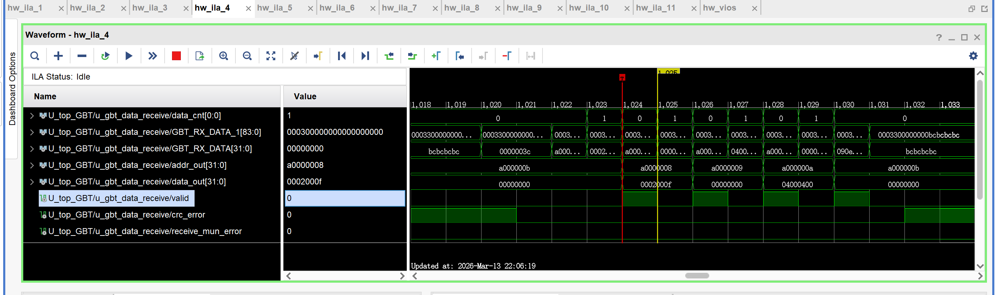 hw_ila_1 hw_ila_2 hw_ila_3 hw_ila_4 hw_ila_5 hw_ila_6 hw_ila_7 hw_ila_8 hw_ila_9 hw_ila_10 hw_ila_11 hw_vios
Dashboard Options
Waveform - hw_ila_4
ILA Status: Idle
Name Value
1,025
T
1,018 1,019 1,020 1,021 1,022 1,023 1,024 1,025 1,026 1,027 1,028 1,029 1,030 1,031 1,032 1,033
U_top_GBT/u_gbt_data_receive/data_cnt[0:0] 1 0 1 0 1 0 1 0 1 0
U_top_GBT/u_gbt_data_receive/GBT_RX_DATA_1[83:0] 000300000000000000000 0003300000000... 0003300000000... 0003... 0003... 0003... 0003... 0003... 0003... 0003... 0003... 0003... 0003300000000bcbcbcbc
U_top_GBT/u_gbt_data_receive/GBT_RX_DATA[31:0] 00000000 bcbcbcbc 0000003c a000... 0002... a000... 0000... a000... 0400... a000... 0000... 090e... bcbcbcbc
U_top_GBT/u_gbt_data_receive/addr_out[31:0] a0000008 a000000b a0000008 a0000009 a000000a a000000b
U_top_GBT/u_gbt_data_receive/data_out[31:0] 0002000f 00000000 0002000f 00000000 04000400 00000000
U_top_GBT/u_gbt_data_receive/valid 0
U_top_GBT/u_gbt_data_receive/crc_error 0
U_top_GBT/u_gbt_data_receive/receive_mun_error 0
Updated at: 2026-Mar-13 22:06:19